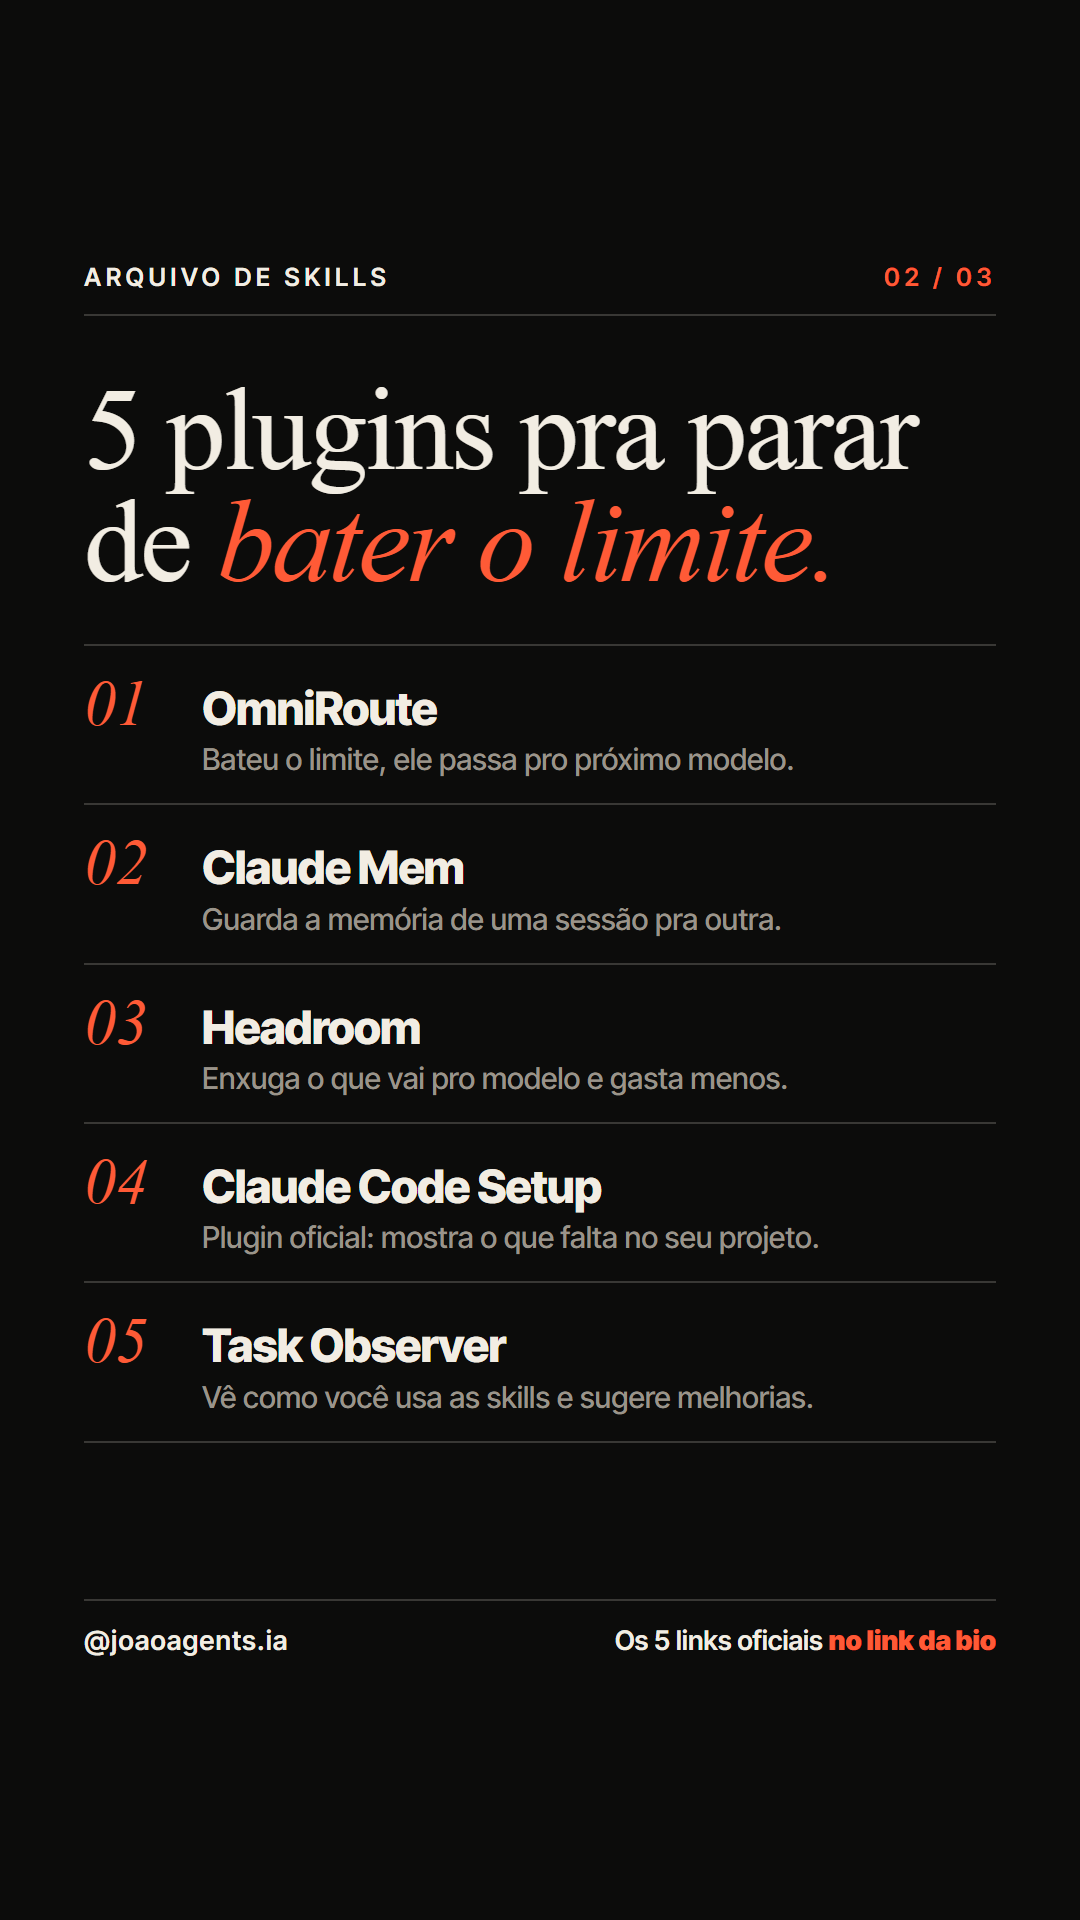 ARQUIVO DE SKILLS
02 / 03
5 plugins pra parar
de bater o limite.
01
OmniRoute
Bateu o limite, ele passa pro próximo modelo.
02
Claude Mem
Guarda a memória de uma sessão pra outra.
03
Headroom
Enxuga o que vai pro modelo e gasta menos.
04
Claude Code Setup
Plugin oficial: mostra o que falta no seu projeto.
05
Task Observer
Vê como você usa as skills e sugere melhorias.
@joaoagents.ia
Os 5 links oficiais no link da bio